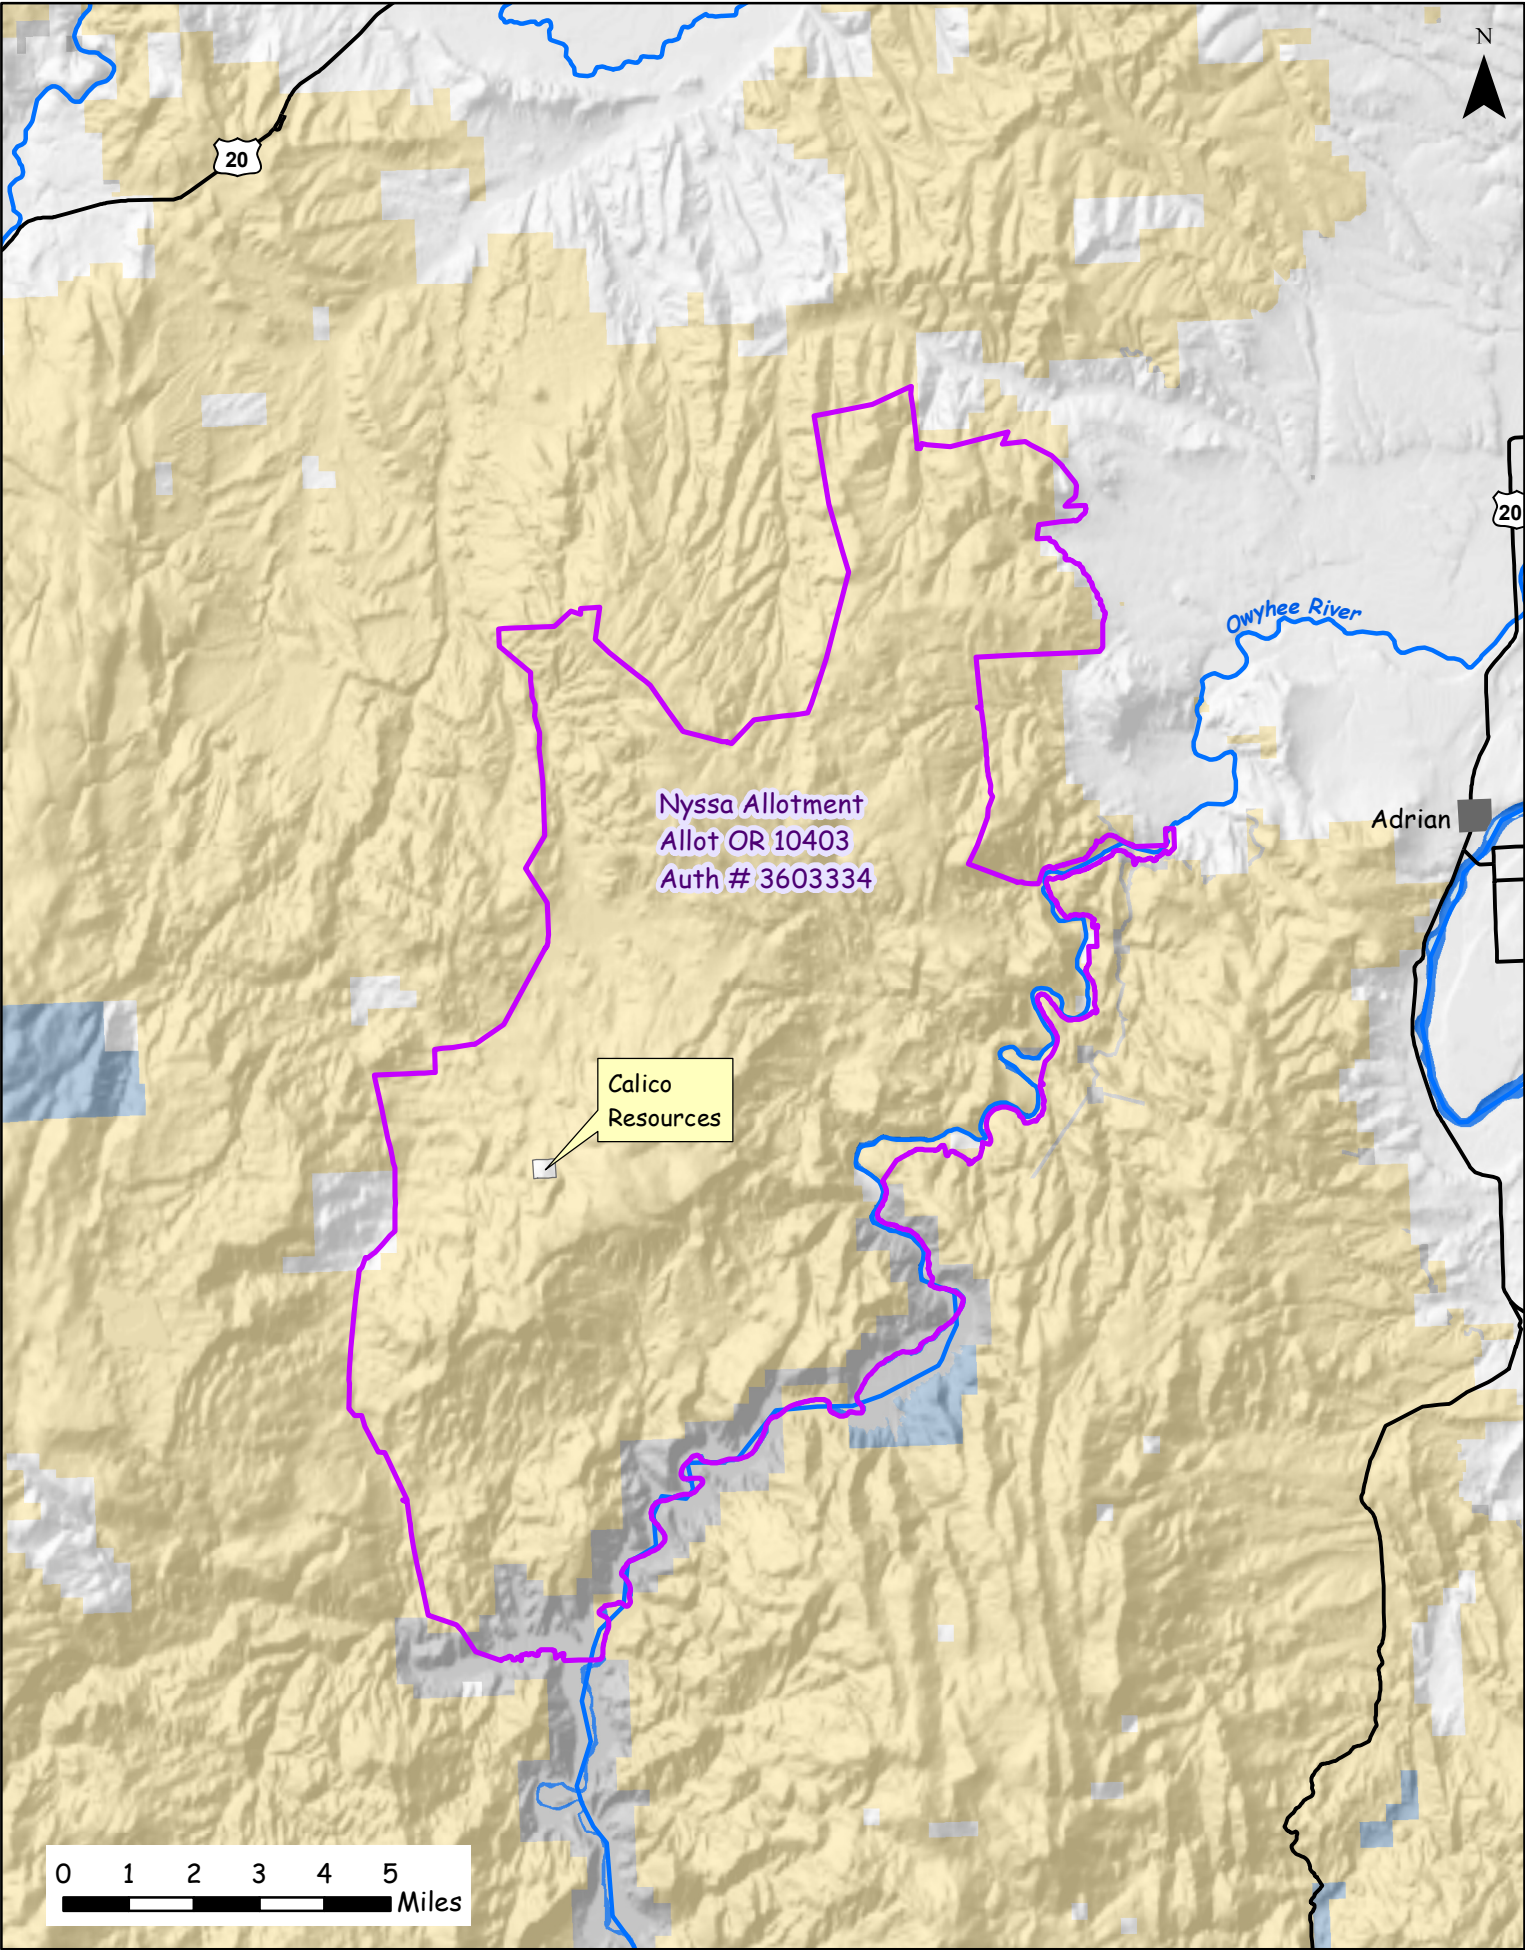 N
20
20
Owyhee River
Nyssa Allotment
Allot OR 10403
Auth # 3603334
Adrian
Calico
Resources
0 1 2 3 4 5
Miles